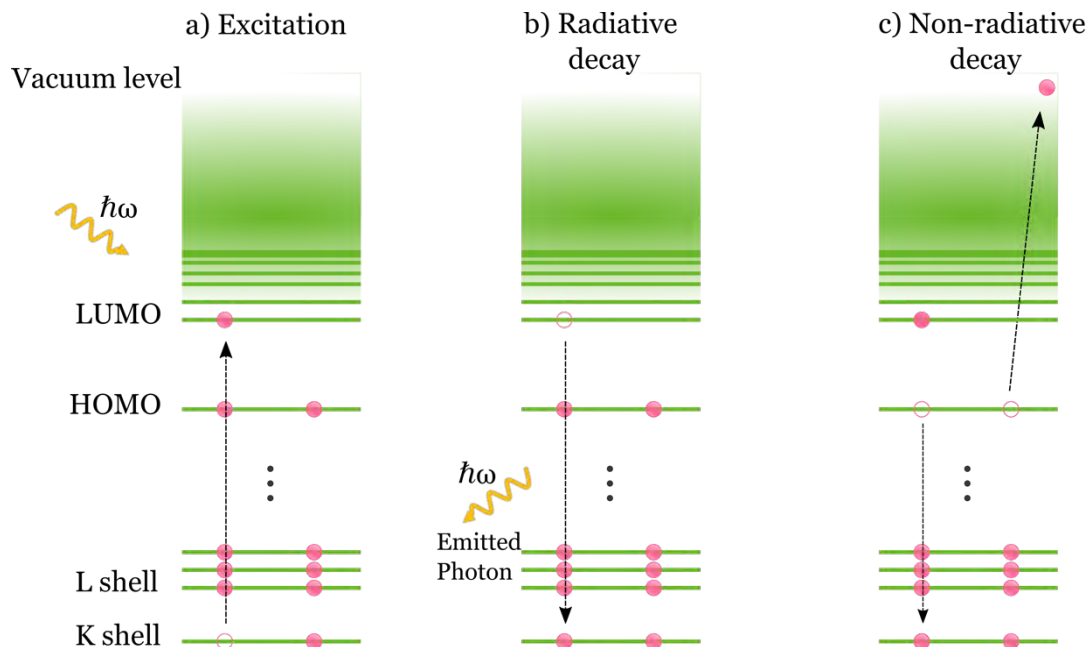 a) Excitation
b) Radiative
decay
c) Non-radiative
decay
Vacuum level
ℏω
LUMO
HOMO
ℏω
Emitted
Photon
L shell
K shell